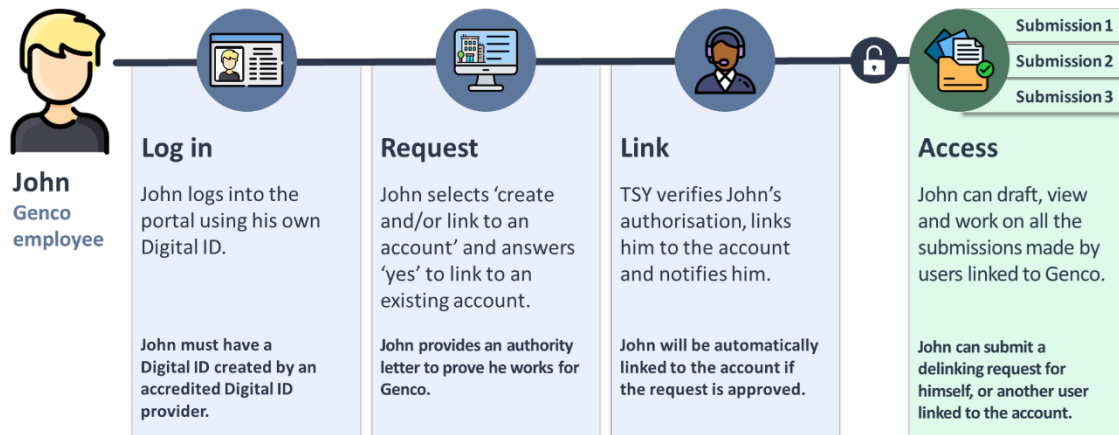 John
Genco
employee
Log in
John logs into the
portal using his own
Digital ID.
John must have a
Digital ID created by an
accredited Digital ID
provider.
Request
John selects ‘create
and/or link to an
account’ and answers
‘yes’ to link to an
existing account.
John provides an authority
letter to prove he works for
Genco.
Link
TSY verifies John’s
authorisation, links
him to the account
and notifies him.
John will be automatically
linked to the account if
the request is approved.
Submission 1
Submission 2
Submission 3
Access
John can draft, view
and work on all the
submissions made by
users linked to Genco.
John can submit a
delinking request for
himself, or another user
linked to the account.